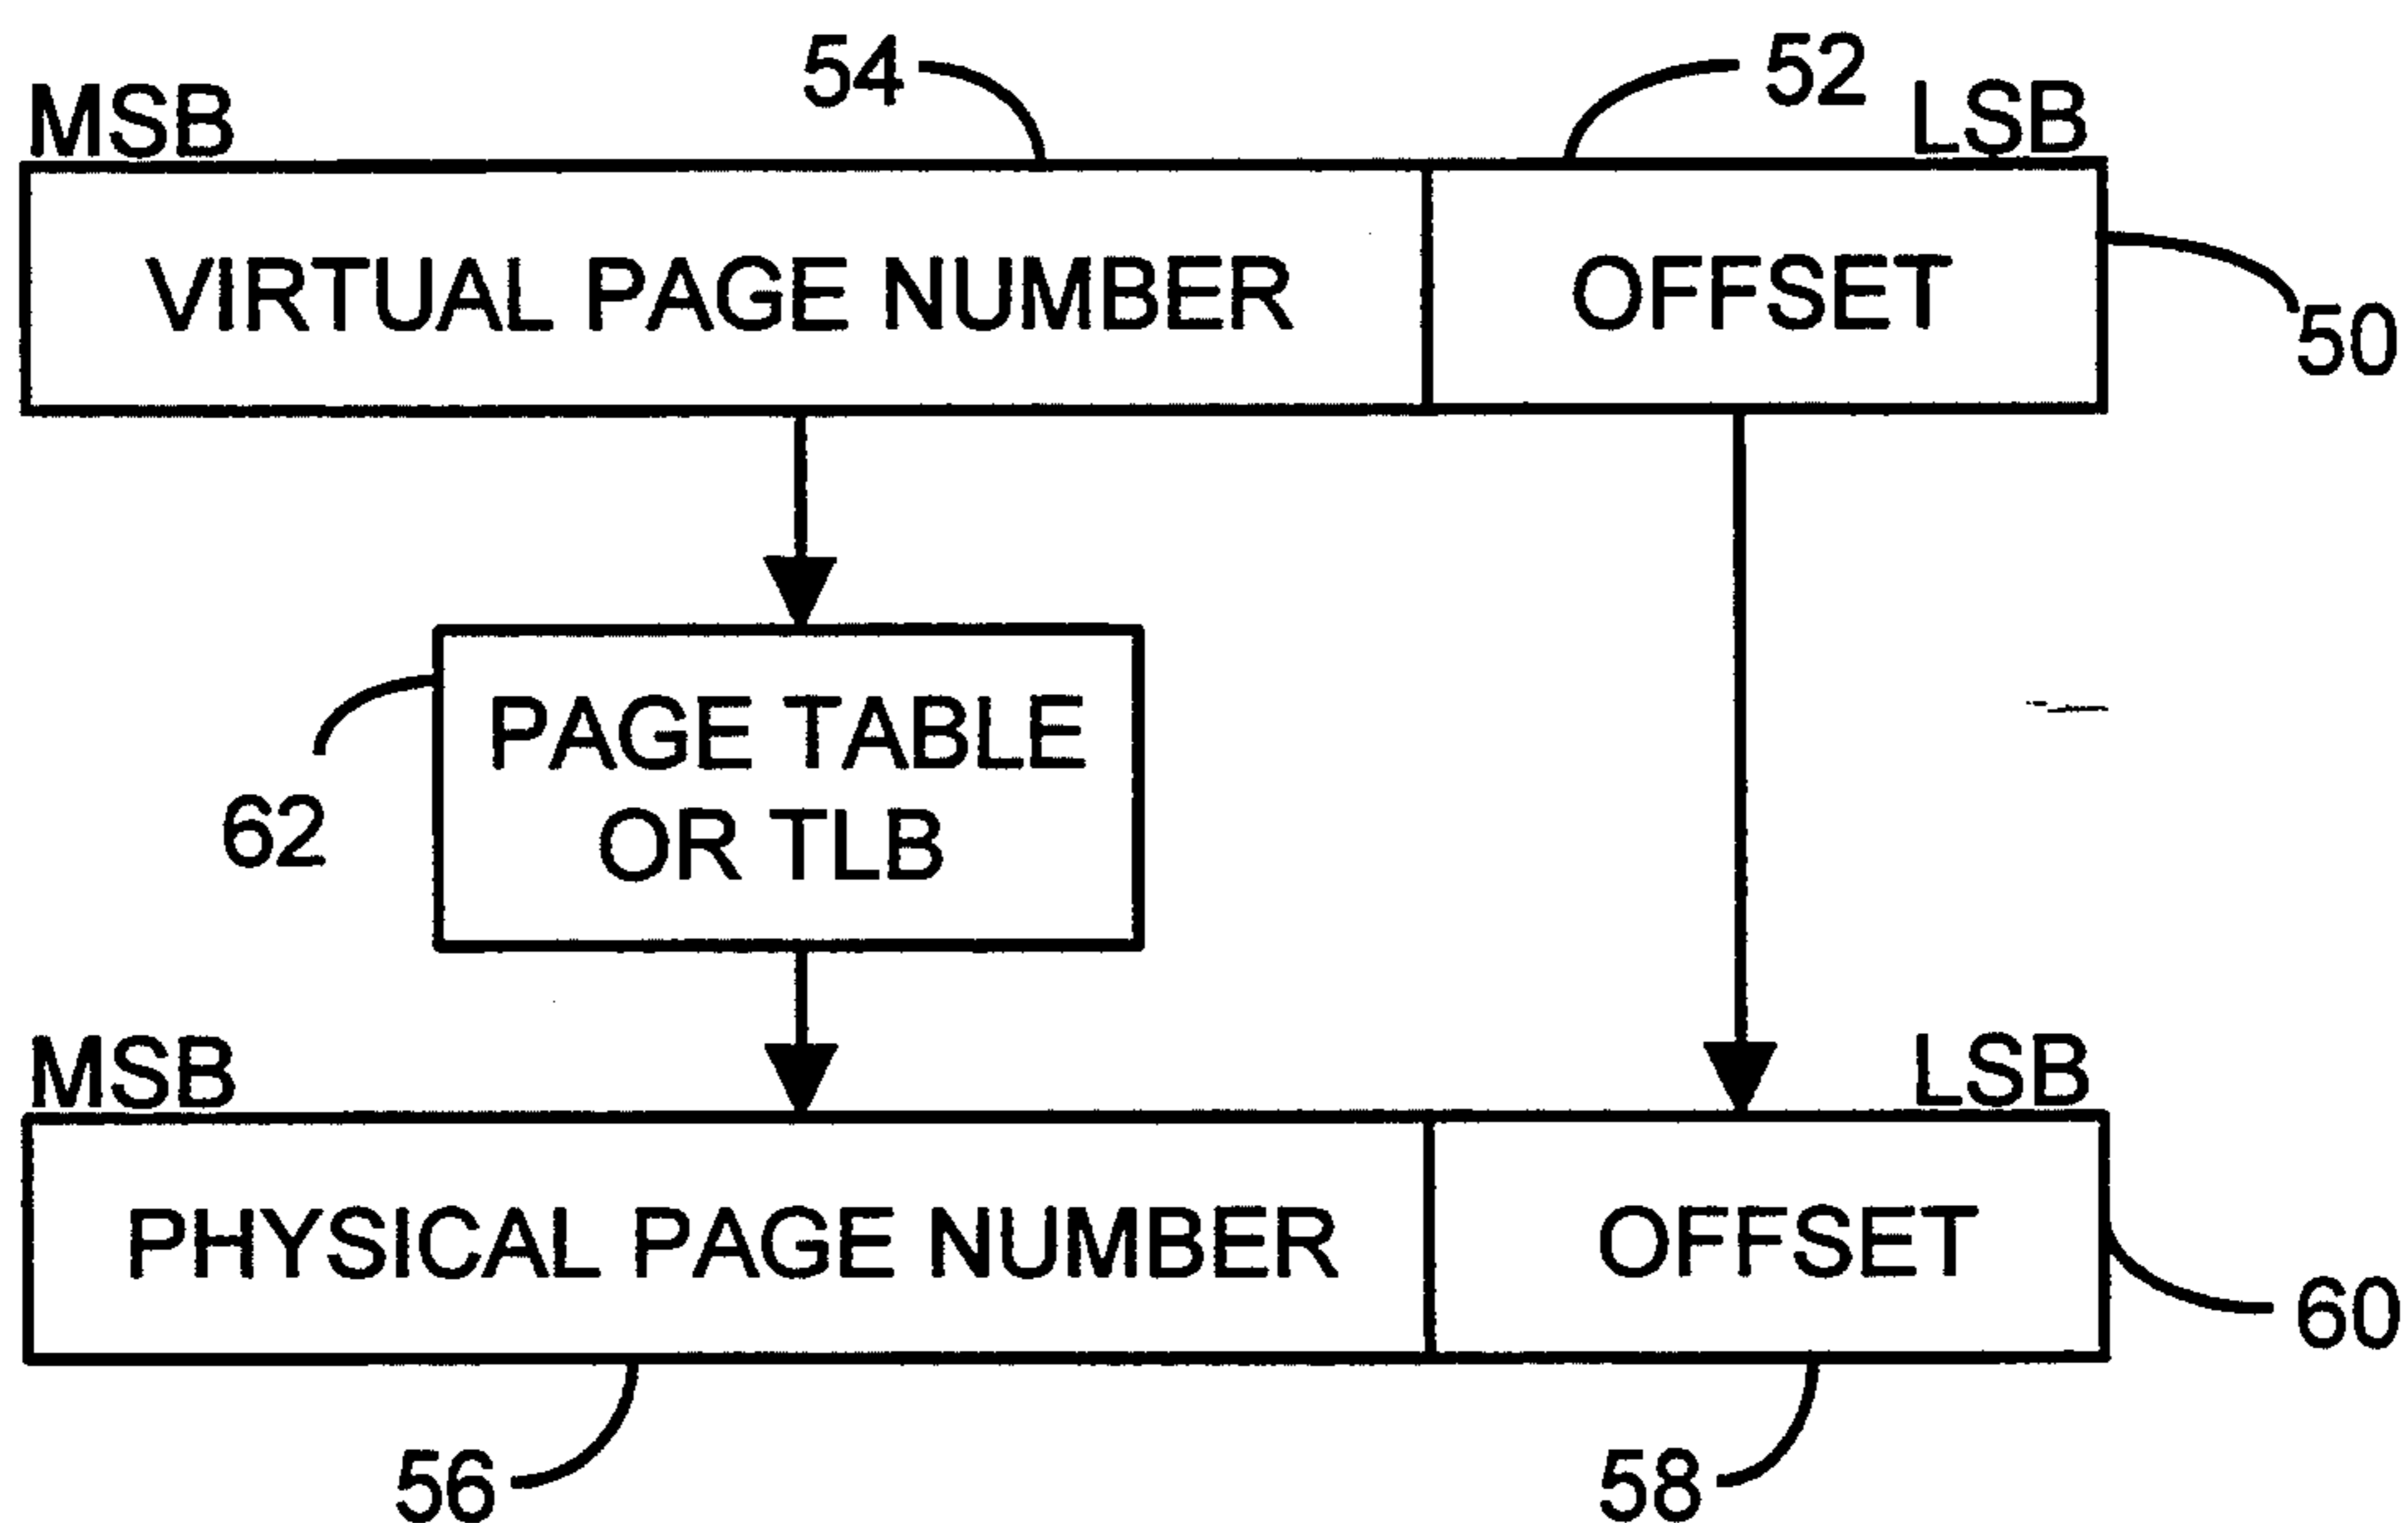 54
52
MSB
LSB
VIRTUAL PAGE NUMBER
OFFSET
50
PAGE TABLE
OR TLB
62
MSB
LSB
PHYSICAL PAGE NUMBER
OFFSET
60
56
58